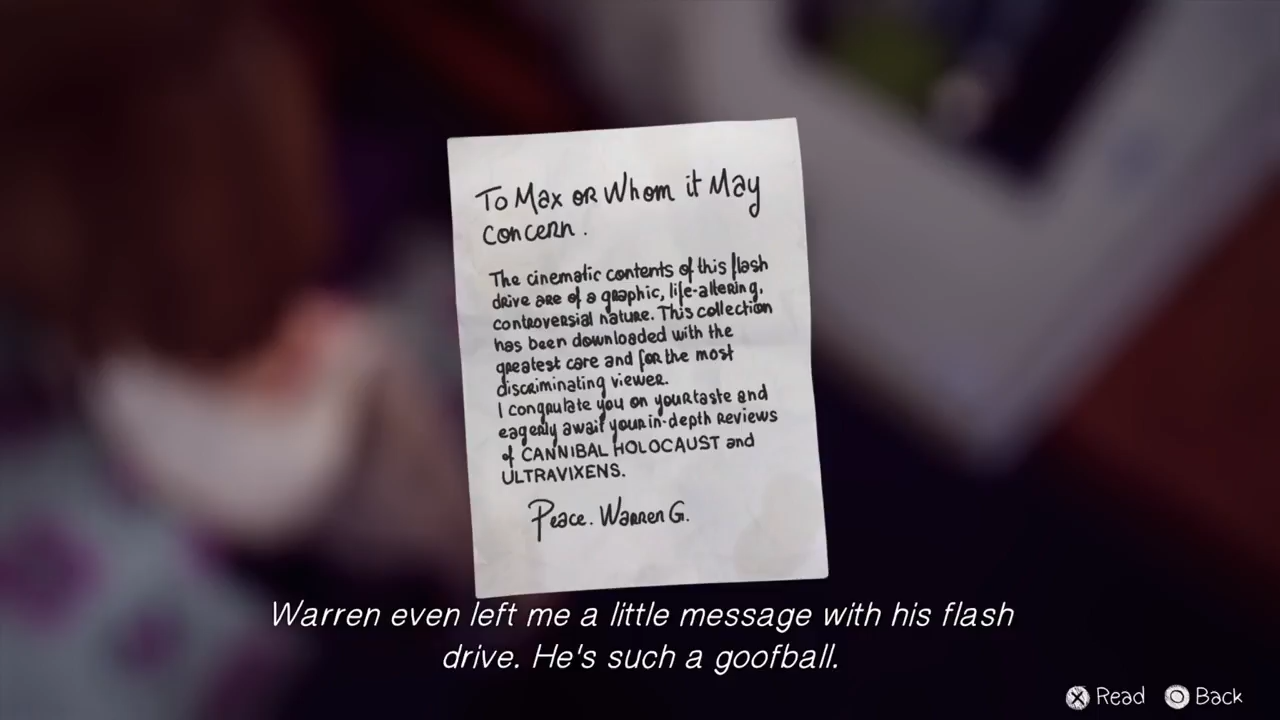 To Max or Whom it May
concern.
The cinematic contents of this flash
drive are of a graphic, life-altering,
controversial nature. This collection
has been downloaded with the
greatest care and for the most
discriminating viewer.
I congrulate you on your taste and
eagerly await your in-depth reviews
of CANNIBAL HOLOCAUST and
ULTRAVIXENS.
Peace. Warren G.
Warren even left me a little message with his flash
drive. He's such a goofball.
Read Back